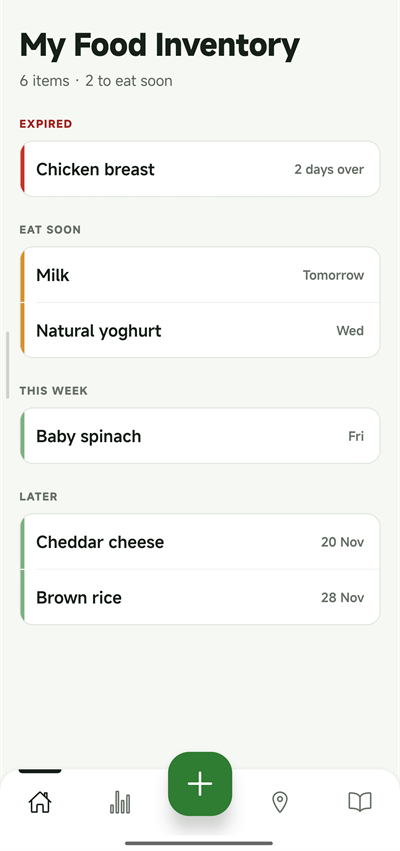 My Food Inventory
6 items · 2 to eat soon
EXPIRED
Chicken breast 2 days over
EAT SOON
Milk Tomorrow
Natural yoghurt Wed
THIS WEEK
Baby spinach Fri
LATER
Cheddar cheese 20 Nov
Brown rice 28 Nov